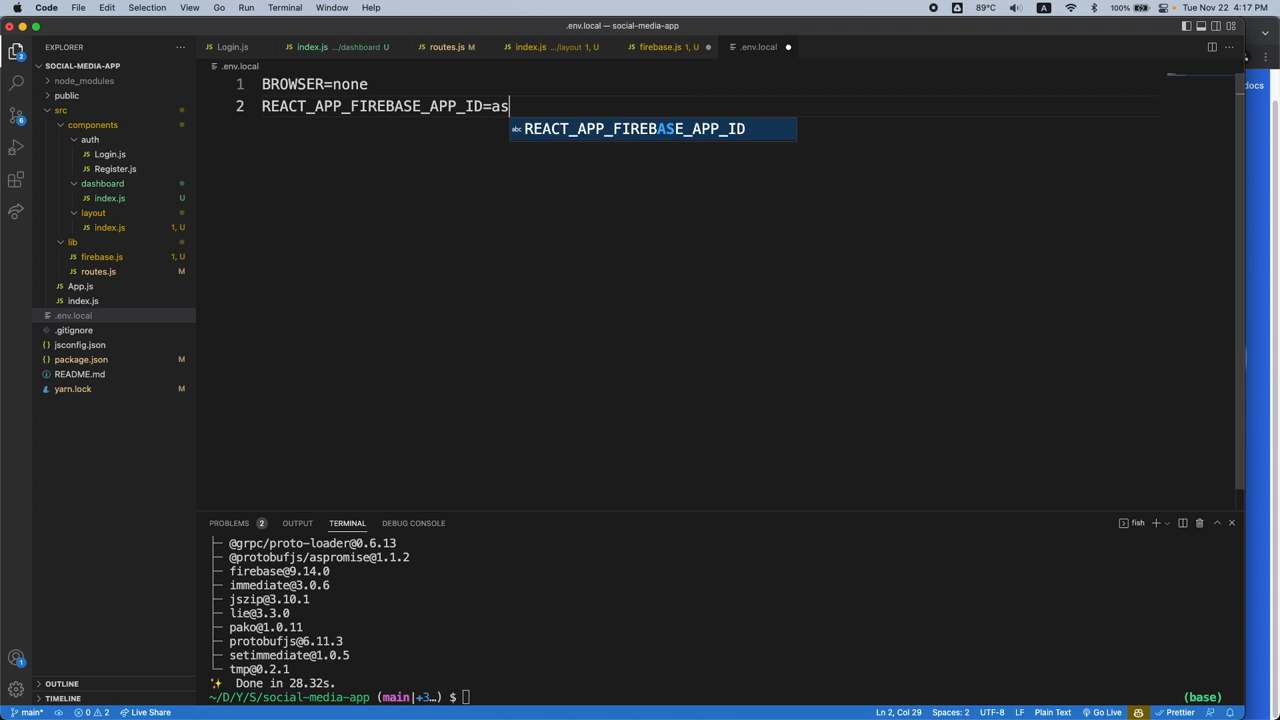 Code File Edit Selection View Go Run Terminal Window Help 89°C A 100% Tue Nov 22 4:17 PM
.env.local — social-media-app
EXPLORER
Login.js
index.js .../dashboard U
routes.js M
index.js .../layout 1, U
firebase.js 1, U
.env.local
SOCIAL-MEDIA-APP
node_modules
public
src
components
auth
Login.js
Register.js
dashboard
index.js U
layout
index.js 1, U
lib
firebase.js 1, U
routes.js M
App.js
index.js
.env.local
.gitignore
jsconfig.json
package.json M
README.md
yarn.lock M
OUTLINE
TIMELINE
.env.local
1 BROWSER=none
2 REACT_APP_FIREBASE_APP_ID=as
abc REACT_APP_FIREBASE_APP_ID
ocs
PROBLEMS 2 OUTPUT TERMINAL DEBUG CONSOLE
fish
├─ @grpc/proto-loader@0.6.13
├─ @protobufjs/aspromise@1.1.2
├─ firebase@9.14.0
├─ immediate@3.0.6
├─ jszip@3.10.1
├─ lie@3.3.0
├─ pako@1.0.11
├─ protobufjs@6.11.3
├─ setimmediate@1.0.5
└─ tmp@0.2.1
✨ Done in 28.32s.
~/D/Y/S/social-media-app (main|+3…) $ (base)
main* 0 2 Live Share Ln 2, Col 29 Spaces: 2 UTF-8 LF Plain Text Go Live Prettier